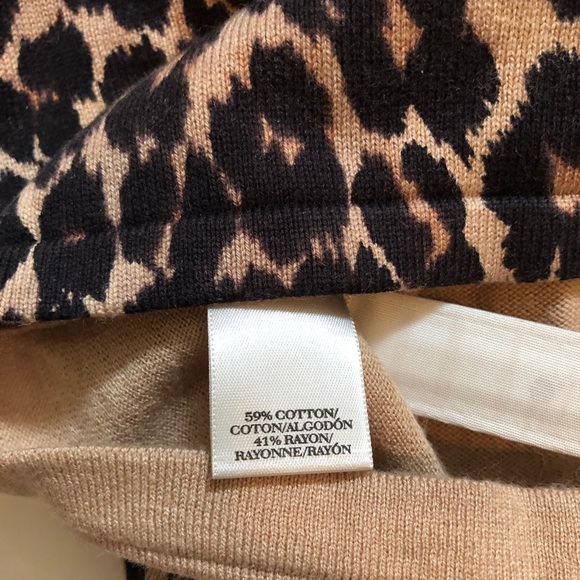 59% COTTON/
COTON/ALGODÓN
41% RAYON/
RAYONNE/RAYÓN